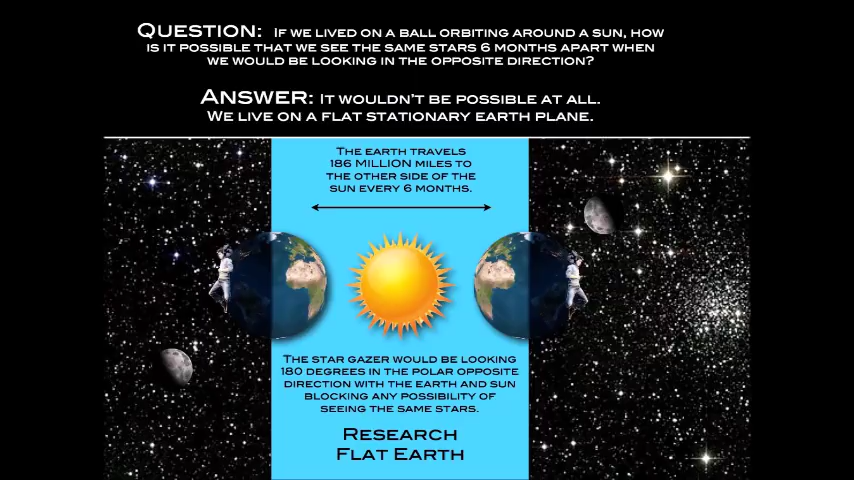 QUESTION: IF WE LIVED ON A BALL ORBITING AROUND A SUN, HOW
IS IT POSSIBLE THAT WE SEE THE SAME STARS 6 MONTHS APART WHEN
WE WOULD BE LOOKING IN THE OPPOSITE DIRECTION?
ANSWER: IT WOULDN'T BE POSSIBLE AT ALL.
WE LIVE ON A FLAT STATIONARY EARTH PLANE.
THE EARTH TRAVELS
186 MILLION MILES TO
THE OTHER SIDE OF THE
SUN EVERY 6 MONTHS.
THE STAR GAZER WOULD BE LOOKING
180 DEGREES IN THE POLAR OPPOSITE
DIRECTION WITH THE EARTH AND SUN
BLOCKING ANY POSSIBILITY OF
SEEING THE SAME STARS.
RESEARCH
FLAT EARTH